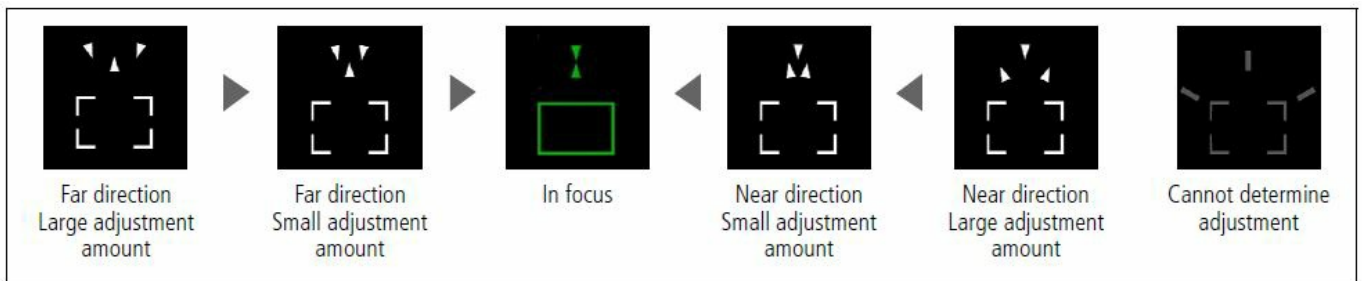 Far direction
Large adjustment
amount
Far direction
Small adjustment
amount
In focus
Near direction
Small adjustment
amount
Near direction
Large adjustment
amount
Cannot determine
adjustment